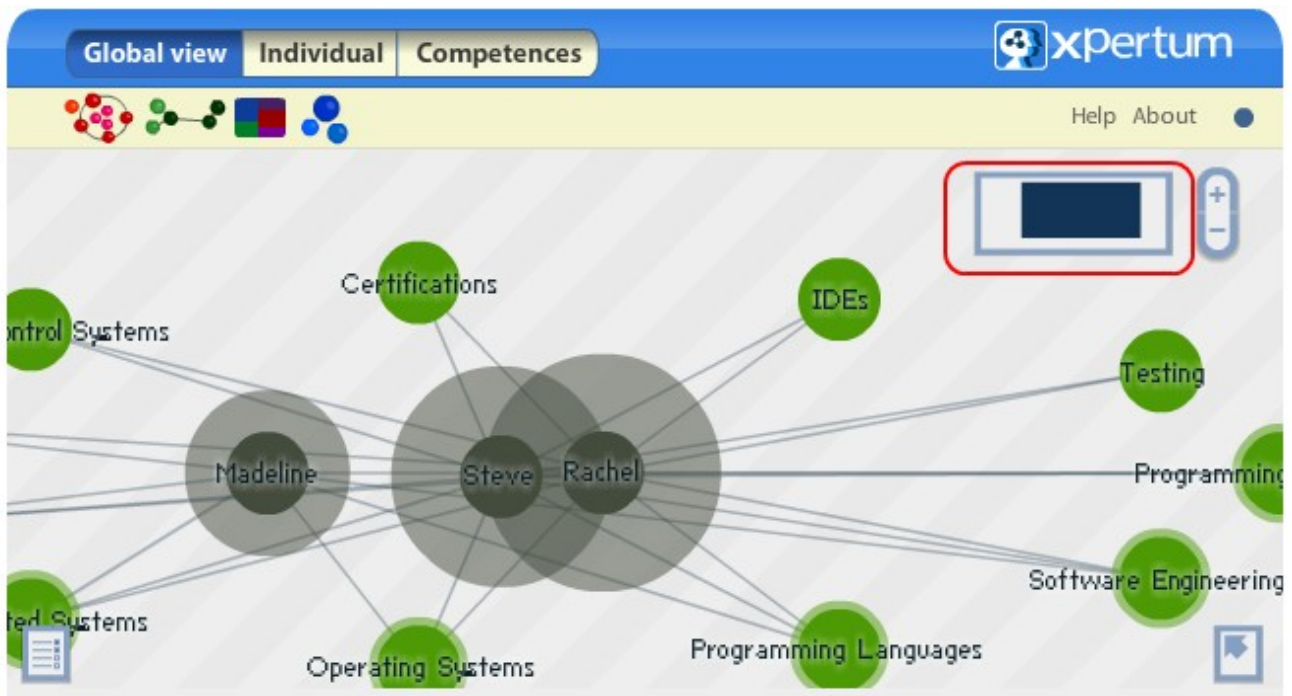 Global view Individual Competences xpertum
Help About
+
Certifications
IDEs
ontrol Systems
Testing
−
Madeline Steve Rachel
Programming
Software Engineering
ted Systems
Operating Systems
Programming Languages